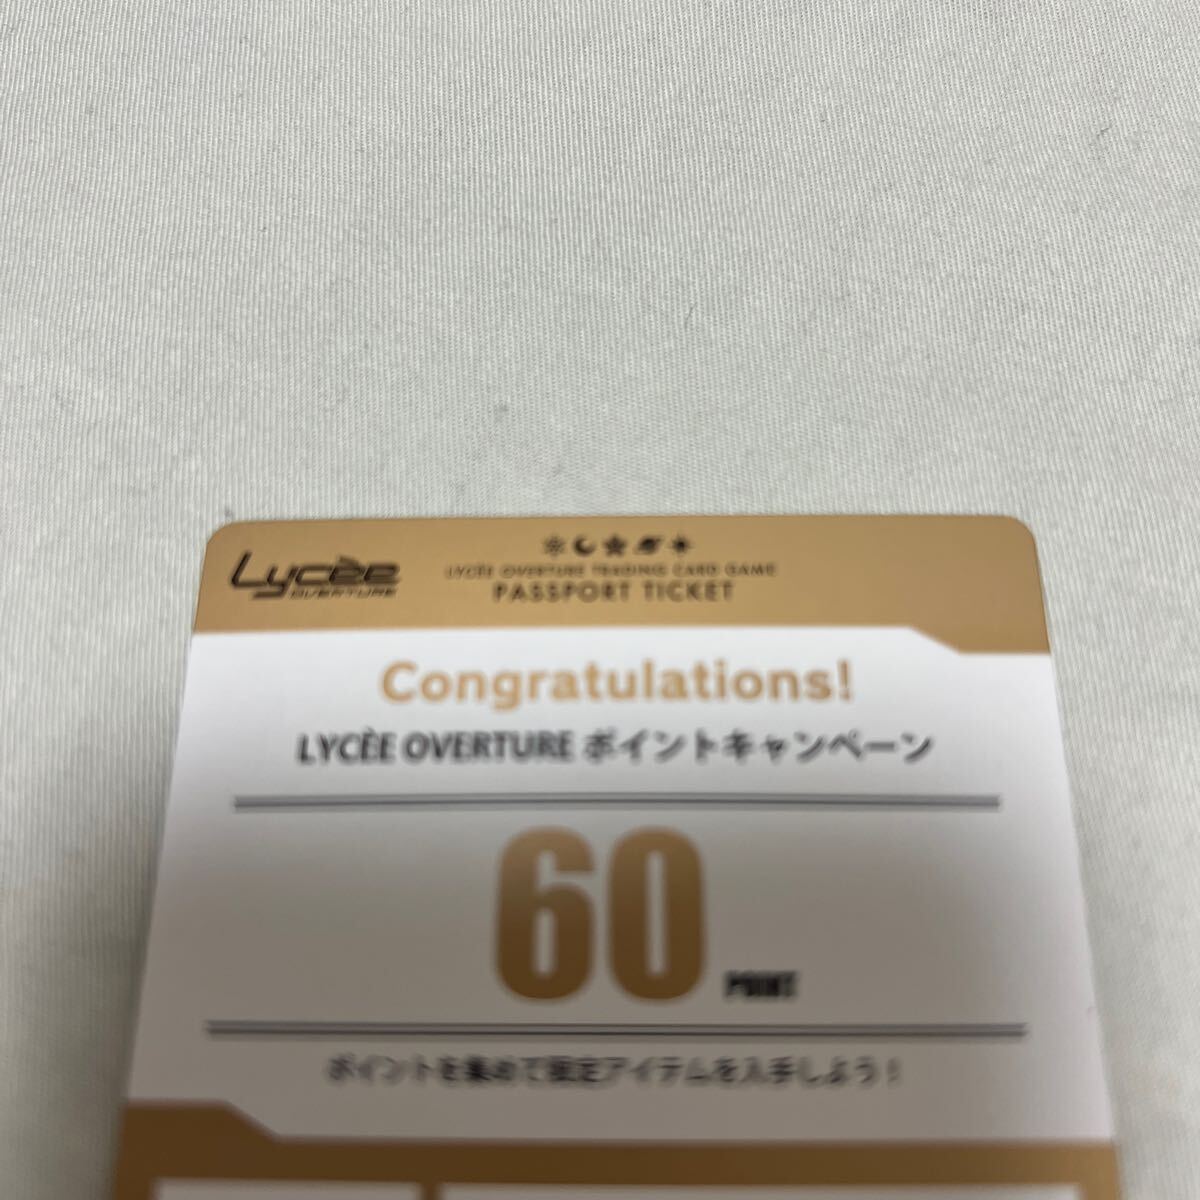 Lycèe
OVERTURE
LYCÈE OVERTURE TRADING CARD GAME
PASSPORT TICKET
Congratulations!
LYCÈE OVERTURE ポイントキャンペーン
60 POINT
ポイントを集めて限定アイテムを入手しよう！